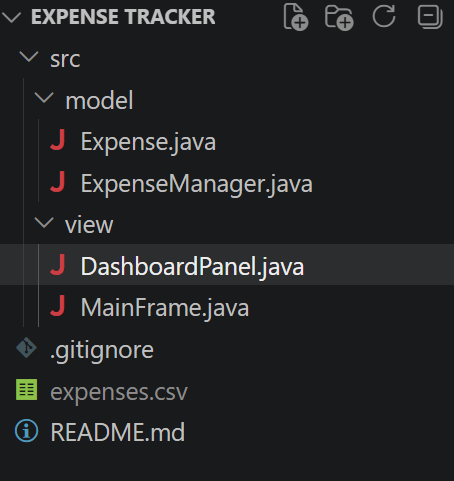 EXPENSE TRACKER
src
model
J Expense.java
J ExpenseManager.java
view
J DashboardPanel.java
J MainFrame.java
.gitignore
expenses.csv
README.md